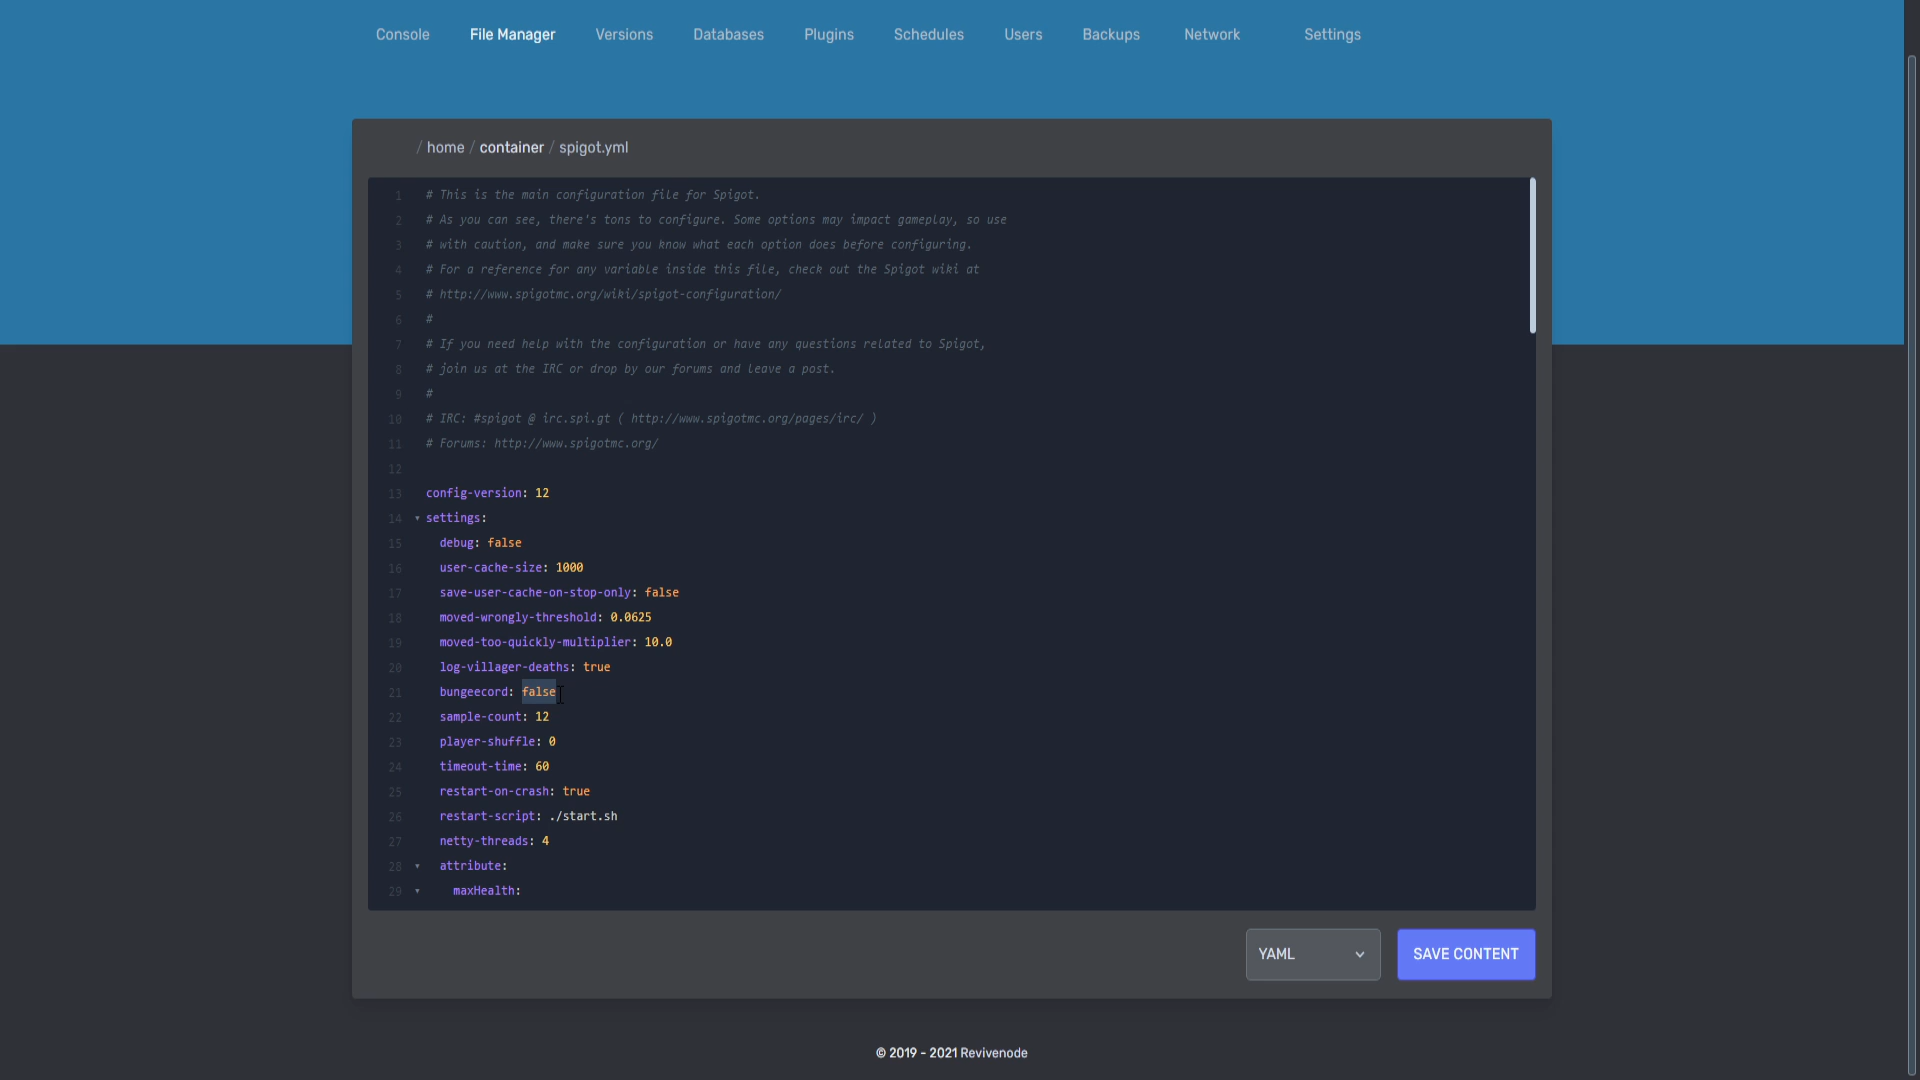 Console File Manager Versions Databases Plugins Schedules Users Backups Network Settings
/ home / container / spigot.yml
1 # This is the main configuration file for Spigot.
2 # As you can see, there's tons to configure. Some options may impact gameplay, so use
3 # with caution, and make sure you know what each option does before configuring.
4 # For a reference for any variable inside this file, check out the Spigot wiki at
5 # http://www.spigotmc.org/wiki/spigot-configuration/
6 #
7 # If you need help with the configuration or have any questions related to Spigot,
8 # join us at the IRC or drop by our forums and leave a post.
9 #
10 # IRC: #spigot @ irc.spi.gt ( http://www.spigotmc.org/pages/irc/ )
11 # Forums: http://www.spigotmc.org/
12
13 config-version: 12
14 settings:
15 debug: false
16 user-cache-size: 1000
17 save-user-cache-on-stop-only: false
18 moved-wrongly-threshold: 0.0625
19 moved-too-quickly-multiplier: 10.0
20 log-villager-deaths: true
21 bungeecord: false
22 sample-count: 12
23 player-shuffle: 0
24 timeout-time: 60
25 restart-on-crash: true
26 restart-script: ./start.sh
27 netty-threads: 4
28 attribute:
29 maxHealth:
YAML SAVE CONTENT
© 2019 - 2021 Revivenode